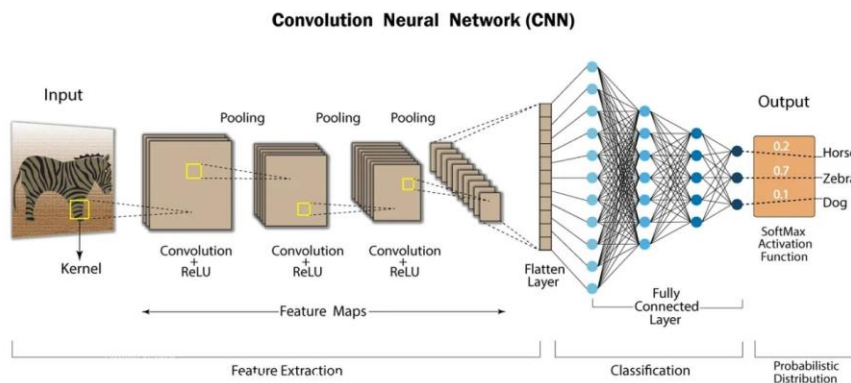 Convolution Neural Network (CNN)
Input
Pooling
Pooling
Pooling
Output
0.2
Horse
0.7
Zebra
0.1
Dog
Kernel
Convolution
+
ReLU
Convolution
+
ReLU
Convolution
+
ReLU
Flatten
Layer
SoftMax
Activation
Function
Feature Maps
Fully
Connected
Layer
Feature Extraction
Classification
Probabilistic
Distribution